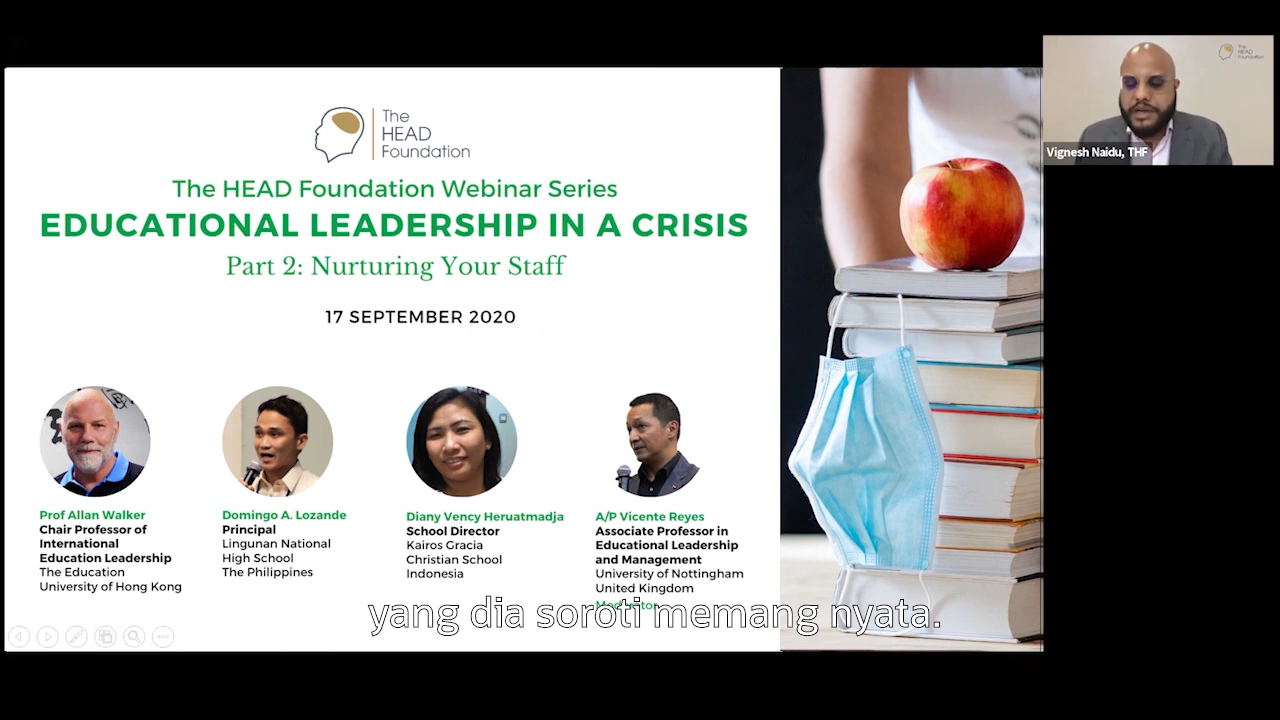 The
HEAD
Foundation
The HEAD Foundation Webinar Series
EDUCATIONAL LEADERSHIP IN A CRISIS
Part 2: Nurturing Your Staff
17 SEPTEMBER 2020
Prof Allan Walker
Chair Professor of
International
Education Leadership
The Education
University of Hong Kong
Domingo A. Lozande
Principal
Lingunan National
High School
The Philippines
Diany Vency Heruatmadja
School Director
Kairos Gracia
Christian School
Indonesia
A/P Vicente Reyes
Associate Professor in
Educational Leadership
and Management
University of Nottingham
United Kingdom
Moderator
yang dia soroti memang nyata.
The
HEAD
Foundation
Vignesh Naidu, THF